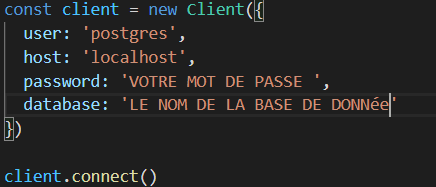 const client = new Client({
  user: 'postgres',
  host: 'localhost',
  password: 'VOTRE MOT DE PASSE ',
  database: 'LE NOM DE LA BASE DE DONNée'
})

client.connect()